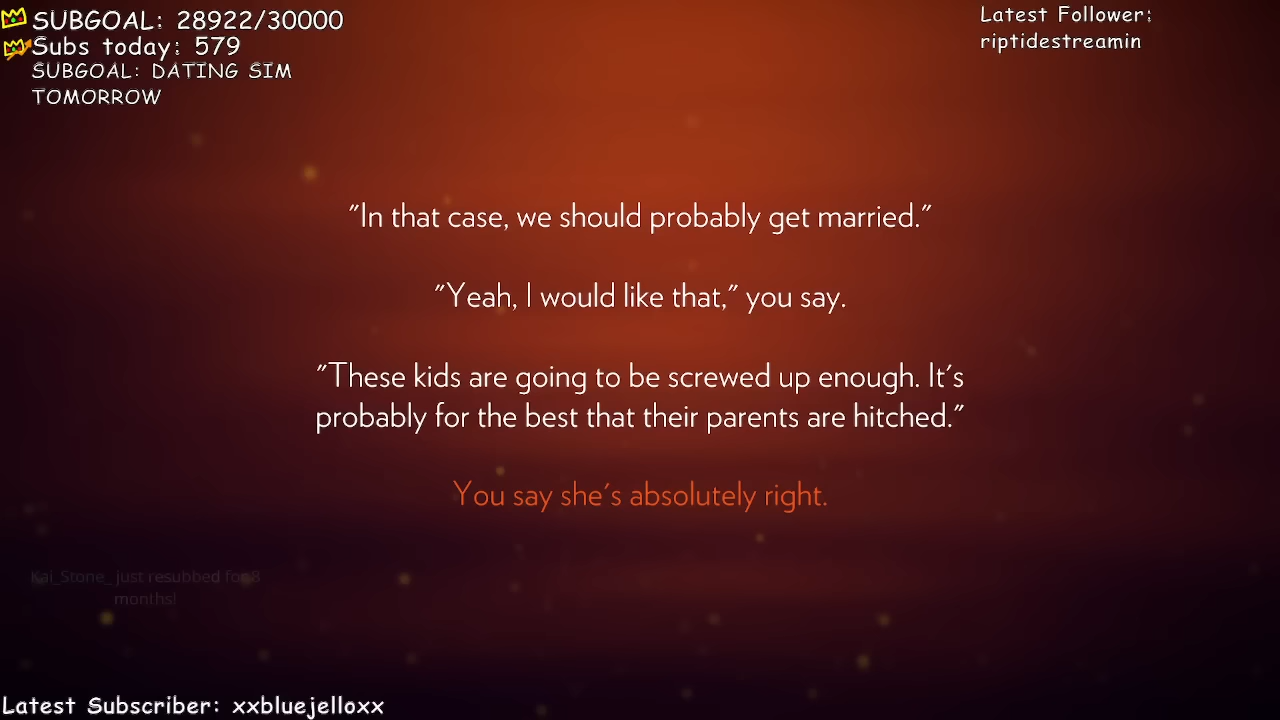 SUBGOAL: 28922/30000
Subs today: 579
SUBGOAL: DATING SIM
TOMORROW
Latest Follower:
riptidestreamin
"In that case, we should probably get married."
"Yeah, I would like that," you say.
"These kids are going to be screwed up enough. It's
probably for the best that their parents are hitched."
You say she's absolutely right.
Kai_Stone_ just resubbed for 8
months!
Latest Subscriber: xxbluejelloxx